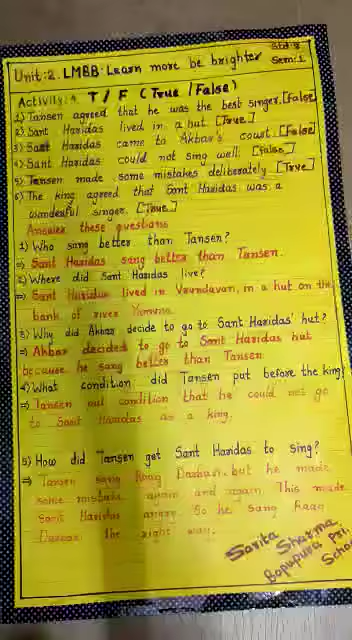 Unit:2. LMBB: Learn more be brighter
Std:8
Sem:1
Activity:4. T/F (True/False)
1) Tansen agreed that he was the best singer. [False]
2) Sant Haridas lived in a hut. [True]
3) Sant Haridas came to Akbar's court. [False]
4) Sant Haridas could not sing well. [False]
5) Tansen made some mistakes deliberately. [True]
6) The king agreed that Sant Haridas was a
wonderful singer. [True]
Answer these questions
1) Who sang better than Tansen?
⇒ Sant Haridas sang better than Tansen.
2) Where did Sant Haridas live?
⇒ Sant Haridas lived in Vrundavan, in a hut on the
bank of river Yamuna.
3) Why did Akbar decide to go to Sant Haridas' hut?
⇒ Akbar decided to go to Sant Haridas hut
because he sang better than Tansen.
4) What condition did Tansen put before the king?
⇒ Tansen put condition that he could not go
to Sant Haridas as a king.
5) How did Tansen get Sant Haridas to sing?
⇒ Tansen sang Raag Darbari. but he made
some mistake again and again. This made
Sant Haridas angry. So he sang Raag
the right way.
Sarita Sharma
Bapupura Pri
School